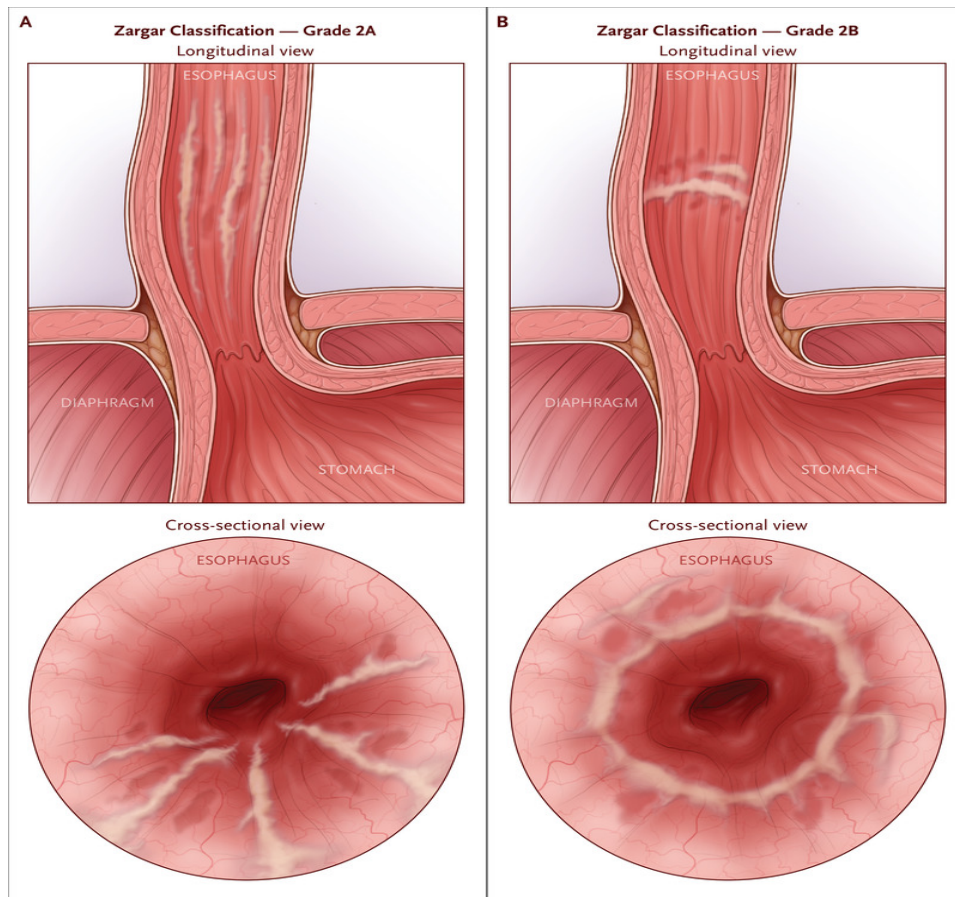 A
Zargar Classification — Grade 2A
Longitudinal view
ESOPHAGUS
DIAPHRAGM
STOMACH
Cross-sectional view
ESOPHAGUS
B
Zargar Classification — Grade 2B
Longitudinal view
ESOPHAGUS
DIAPHRAGM
STOMACH
Cross-sectional view
ESOPHAGUS